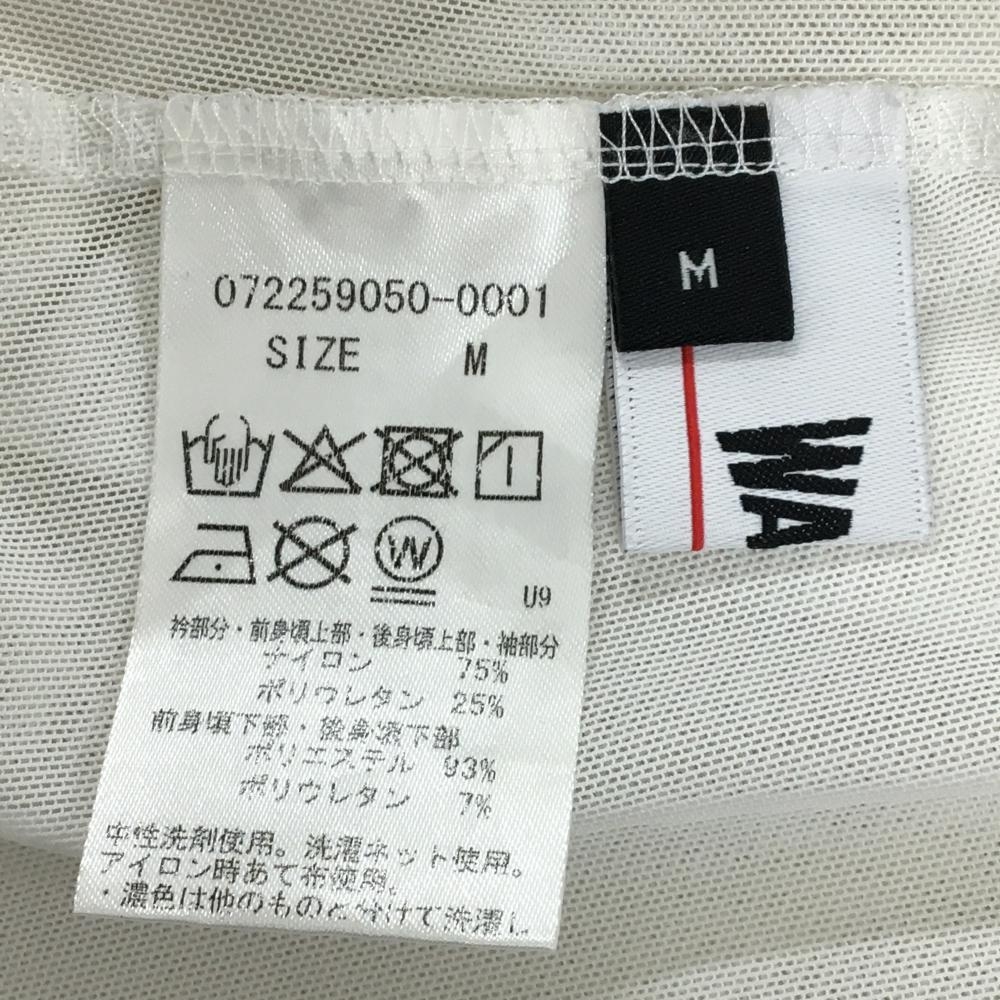 072259050-0001
SIZE M
W
U9
衿部分・前身頃上部・後身頃上部・袖部分
ナイロン 75%
ポリウレタン 25%
前身頃下部・後身頃下部
ポリエステル 93%
ポリウレタン 7%
中性洗剤使用。洗濯ネット使用。
アイロン時あて布使用。
・濃色は他のものと分けて洗濯し
M
WA